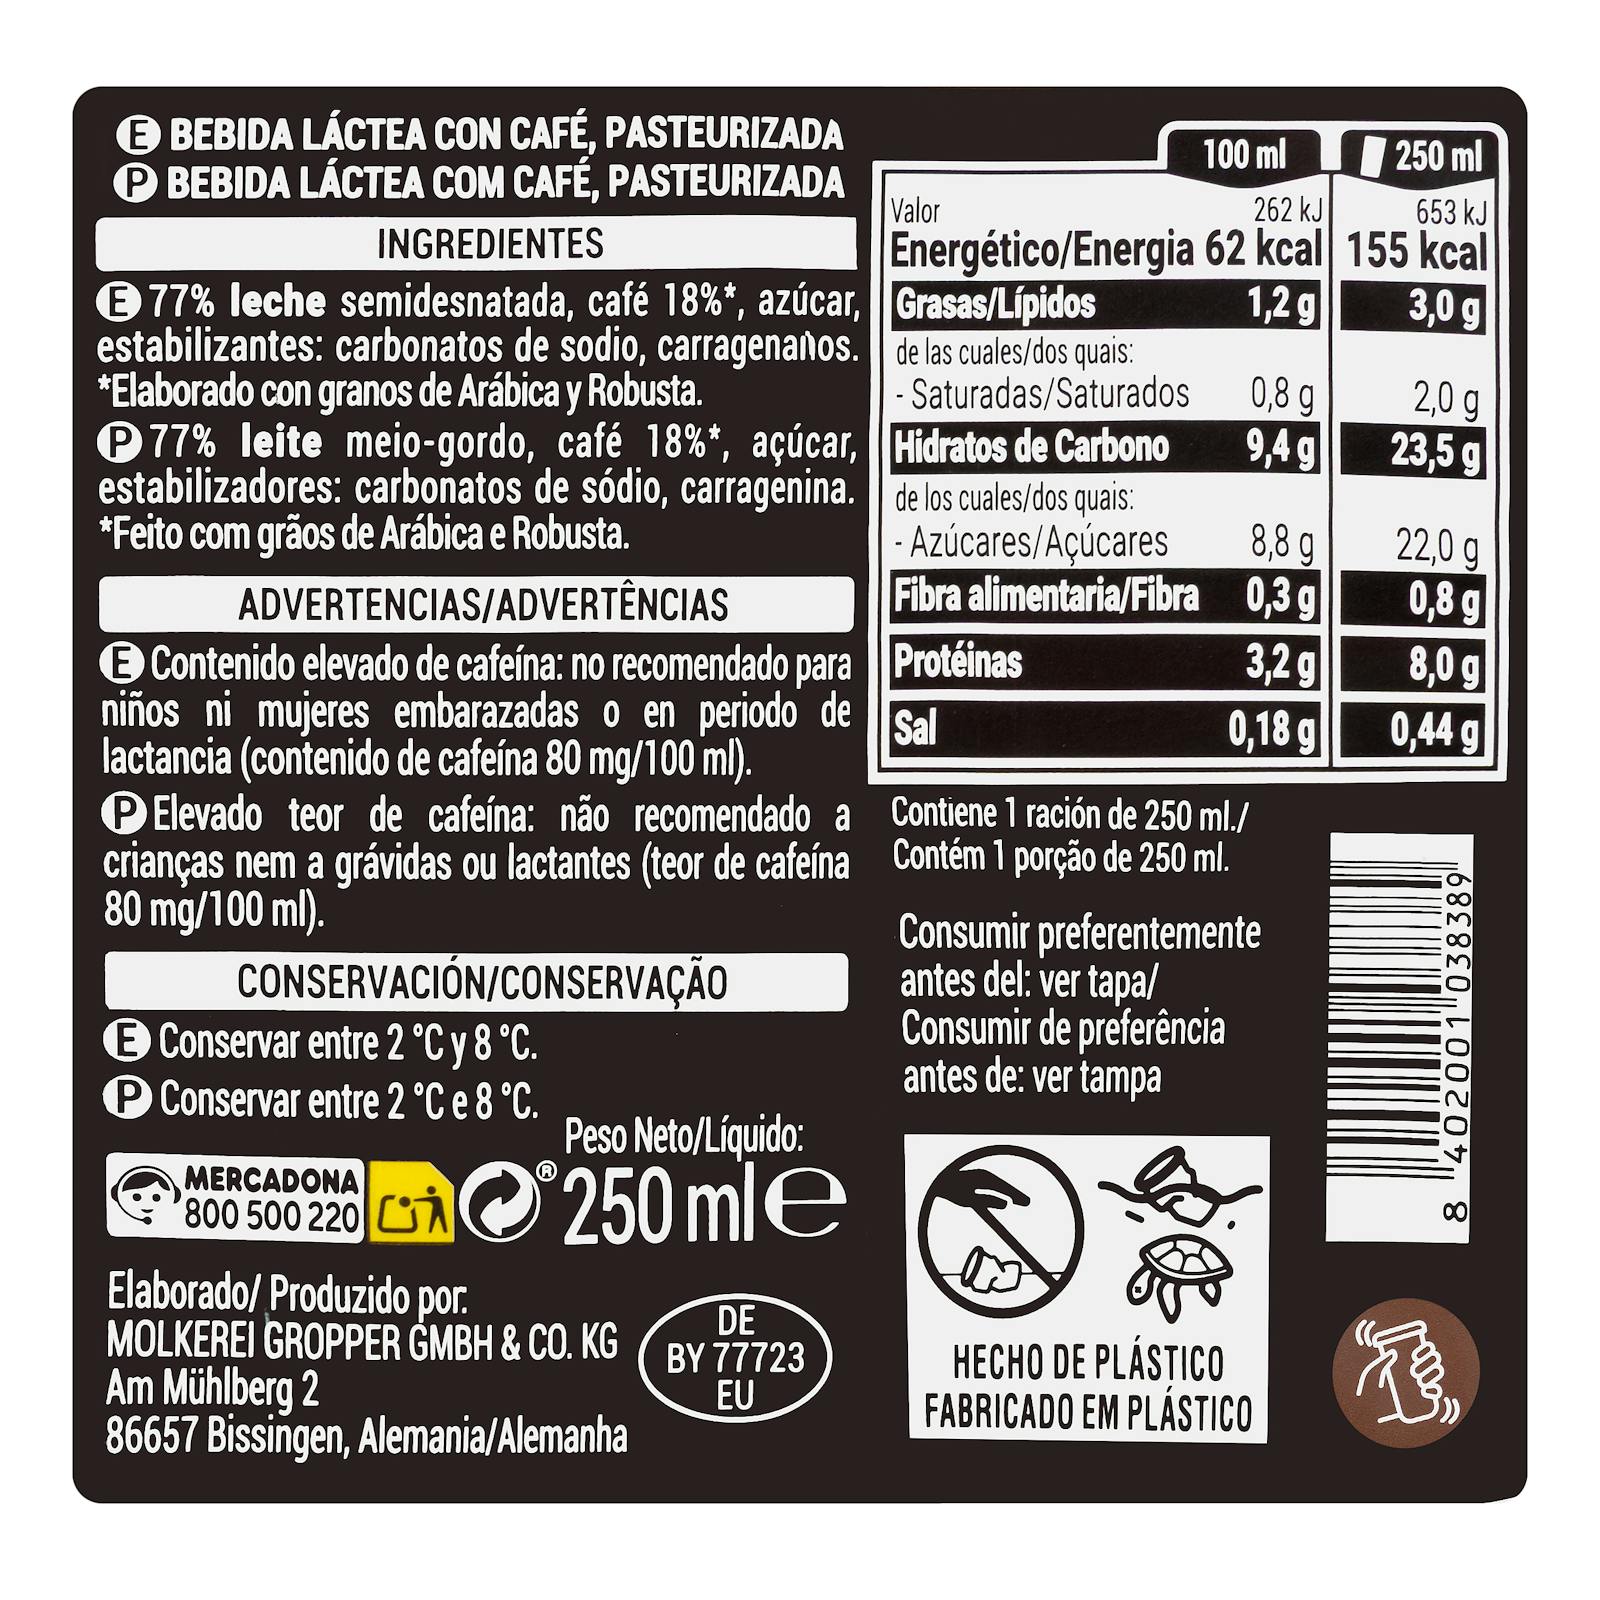 E BEBIDA LÁCTEA CON CAFÉ, PASTEURIZADA
P BEBIDA LÁCTEA COM CAFÉ, PASTEURIZADA
INGREDIENTES
E 77% leche semidesnatada, café 18%*, azúcar,
estabilizantes: carbonatos de sodio, carragenanos.
*Elaborado con granos de Arábica y Robusta.
P 77% leite meio-gordo, café 18%*, açúcar,
estabilizadores: carbonatos de sódio, carragenina.
*Feito com grãos de Arábica e Robusta.
ADVERTENCIAS/ADVERTÊNCIAS
E Contenido elevado de cafeína: no recomendado para
niños ni mujeres embarazadas o en periodo de
lactancia (contenido de cafeína 80 mg/100 ml).
P Elevado teor de cafeína: não recomendado a
crianças nem a grávidas ou lactantes (teor de cafeína
80 mg/100 ml).
CONSERVACIÓN/CONSERVAÇÃO
E Conservar entre 2 °C y 8 °C.
P Conservar entre 2 °C e 8 °C.
Peso Neto/Líquido:
250 ml e
MERCADONA
800 500 220
®
Elaborado/ Produzido por:
MOLKEREI GROPPER GMBH & CO. KG
Am Mühlberg 2
86657 Bissingen, Alemania/Alemanha
DE
BY 77723
EU
100 ml 250 ml
Valor 262 kJ 653 kJ
Energético/Energia 62 kcal 155 kcal
Grasas/Lípidos 1,2 g 3,0 g
de las cuales/dos quais:
- Saturadas/Saturados 0,8 g 2,0 g
Hidratos de Carbono 9,4 g 23,5 g
de los cuales/dos quais:
- Azúcares/Açúcares 8,8 g 22,0 g
Fibra alimentaria/Fibra 0,3 g 0,8 g
Protéinas 3,2 g 8,0 g
Sal 0,18 g 0,44 g
Contiene 1 ración de 250 ml./
Contém 1 porção de 250 ml.
Consumir preferentemente
antes del: ver tapa/
Consumir de preferência
antes de: ver tampa
HECHO DE PLÁSTICO
FABRICADO EM PLÁSTICO
8 402001 038389